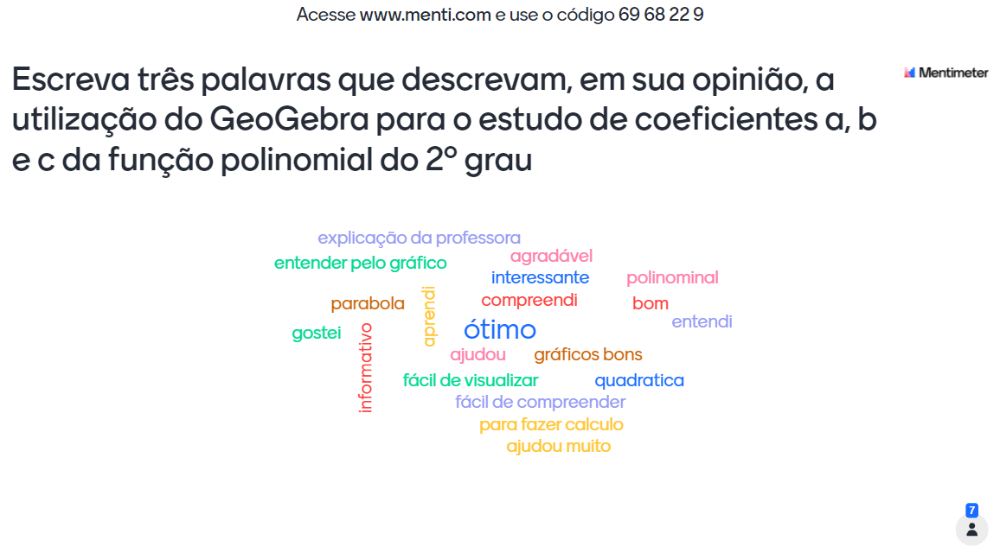 Acesse www.menti.com e use o código 69 68 22 9
Escreva três palavras que descrevam, em sua opinião, a
utilização do GeoGebra para o estudo de coeficientes a, b
e c da função polinomial do 2º grau
Mentimeter
explicação da professora
entender pelo gráfico
agradável
interessante
polinominal
parabola
aprendi
compreendi
bom
entendi
gostei
informativo
ótimo
ajudou
gráficos bons
fácil de visualizar
quadratica
fácil de compreender
para fazer calculo
ajudou muito
7